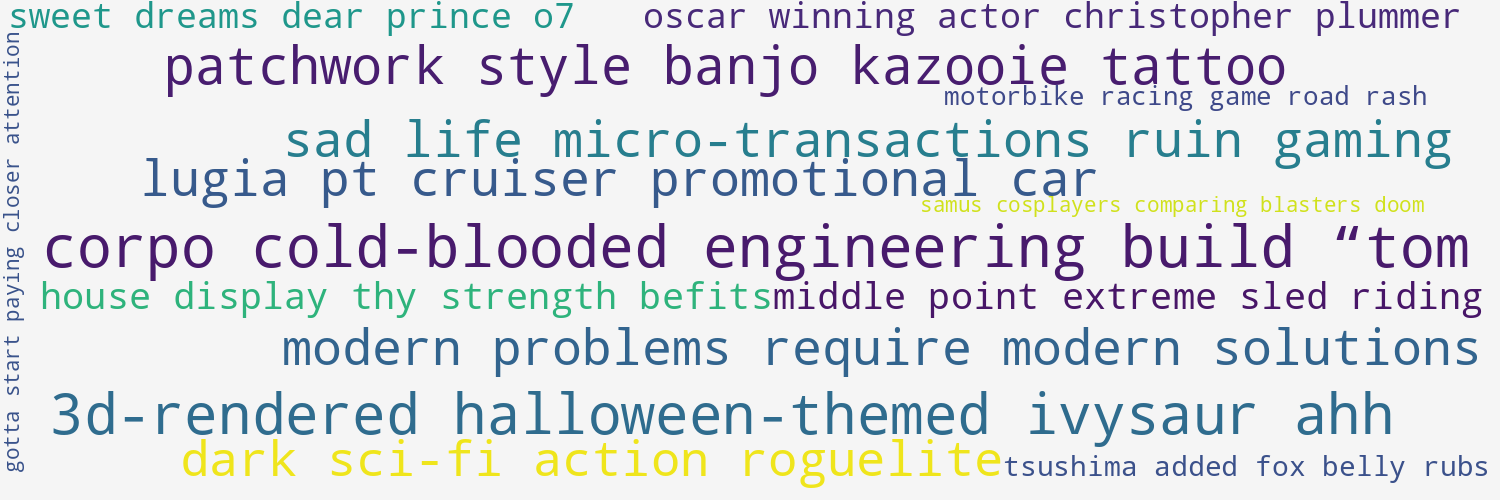 sweet dreams dear prince o7
oscar winning actor christopher plummer
patchwork style banjo kazooie tattoo
motorbike racing game road rash
sad life micro-transactions ruin gaming
lugia pt cruiser promotional car
samus cosplayers comparing blasters doom
corpo cold-blooded engineering build “tom
house display thy strength befits
middle point extreme sled riding
modern problems require modern solutions
3d-rendered halloween-themed ivysaur ahh
dark sci-fi action roguelite
tsushima added fox belly rubs
gotta start paying closer attention